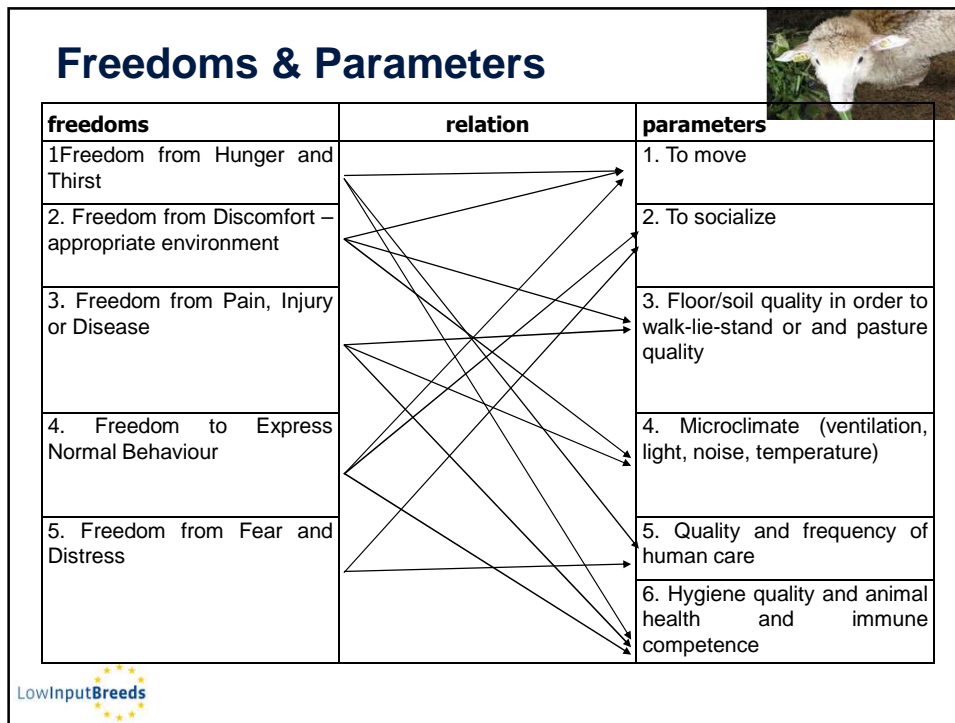 Freedoms & Parameters
freedoms
relation
parameters
1Freedom from Hunger and
Thirst
1. To move
2. Freedom from Discomfort –
appropriate environment
2. To socialize
3. Freedom from Pain, Injury
or Disease
3. Floor/soil quality in order to
walk-lie-stand or and pasture
quality
4. Freedom to Express
Normal Behaviour
4. Microclimate (ventilation,
light, noise, temperature)
5. Freedom from Fear and
Distress
5. Quality and frequency of
human care
6. Hygiene quality and animal
health and immune
competence
LowInputBreeds